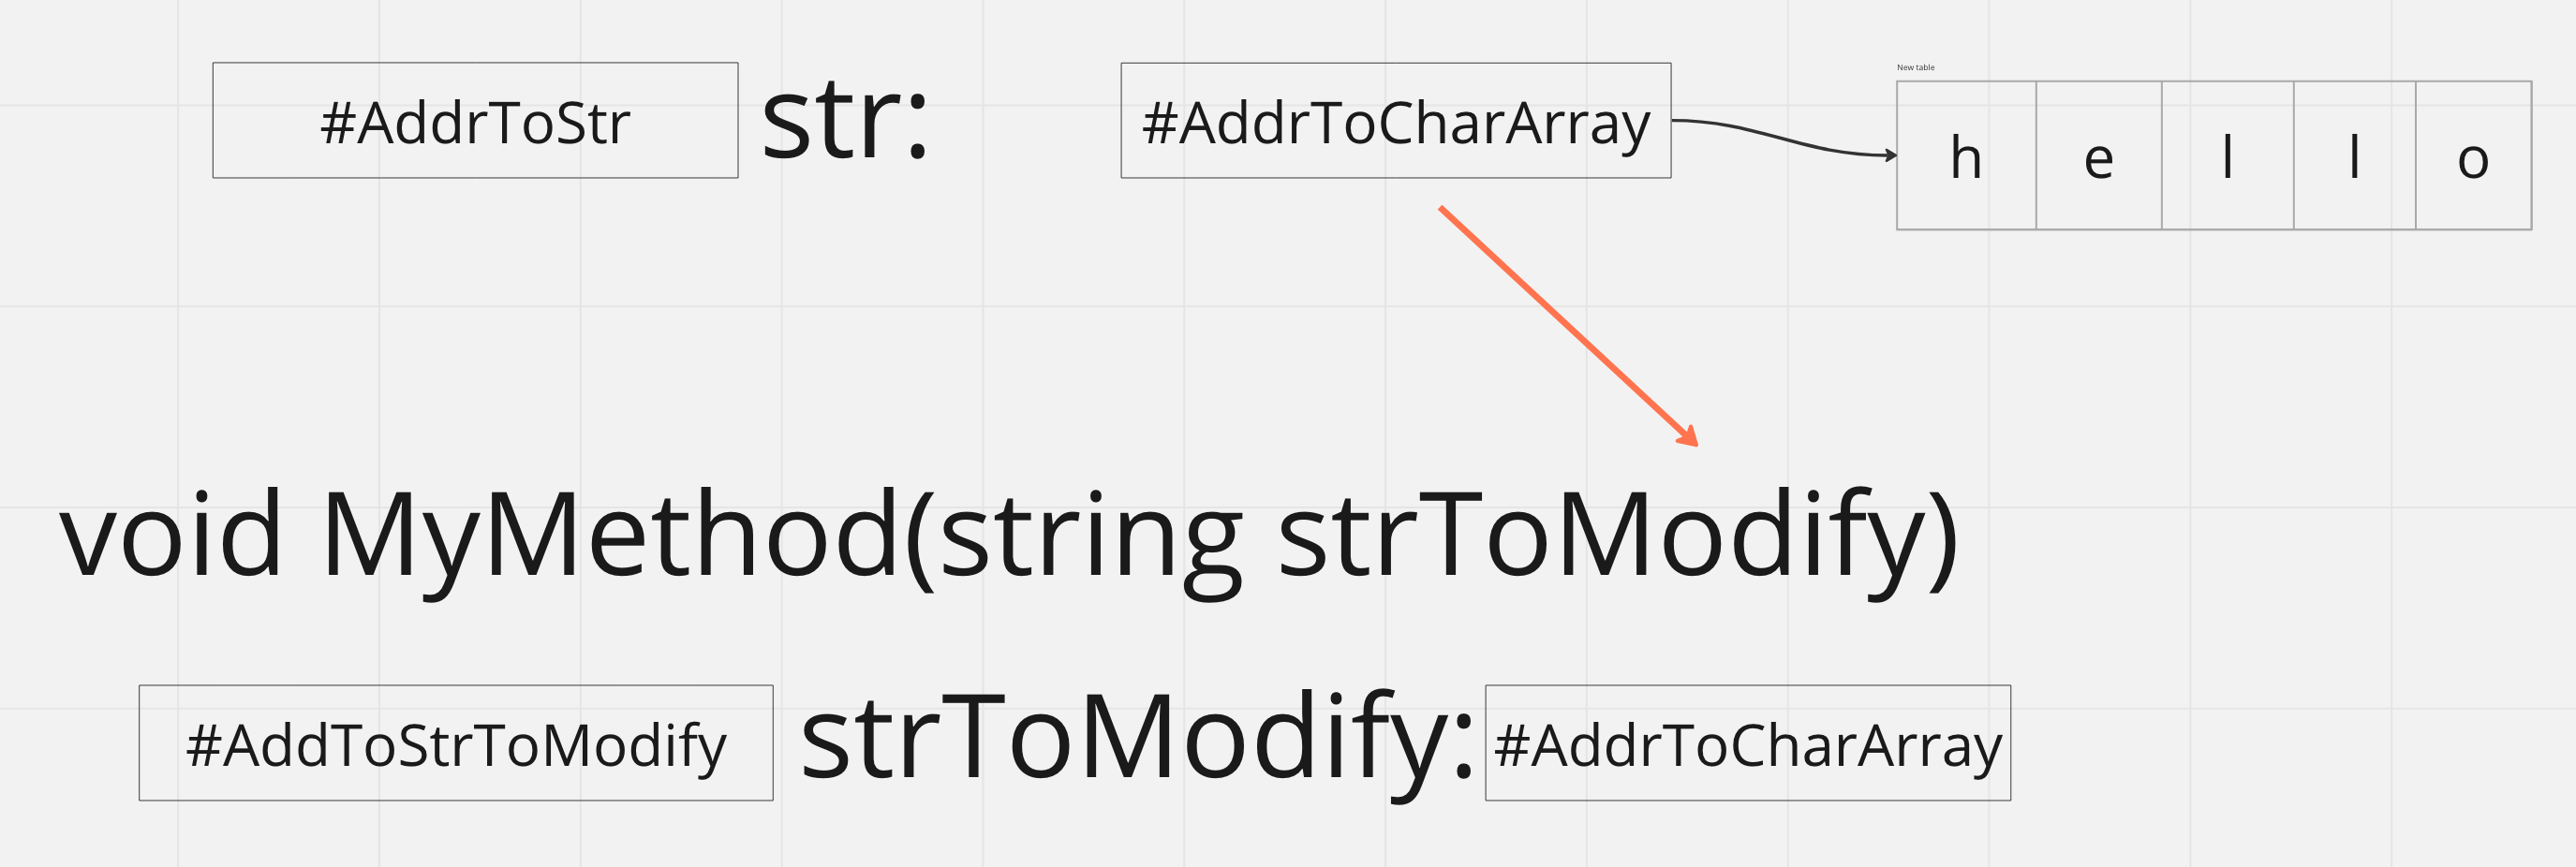 New table
#AddrToStr str: #AddrToCharArray h e l l o
void MyMethod(string strToModify)
#AddToStrToModify strToModify: #AddrToCharArray